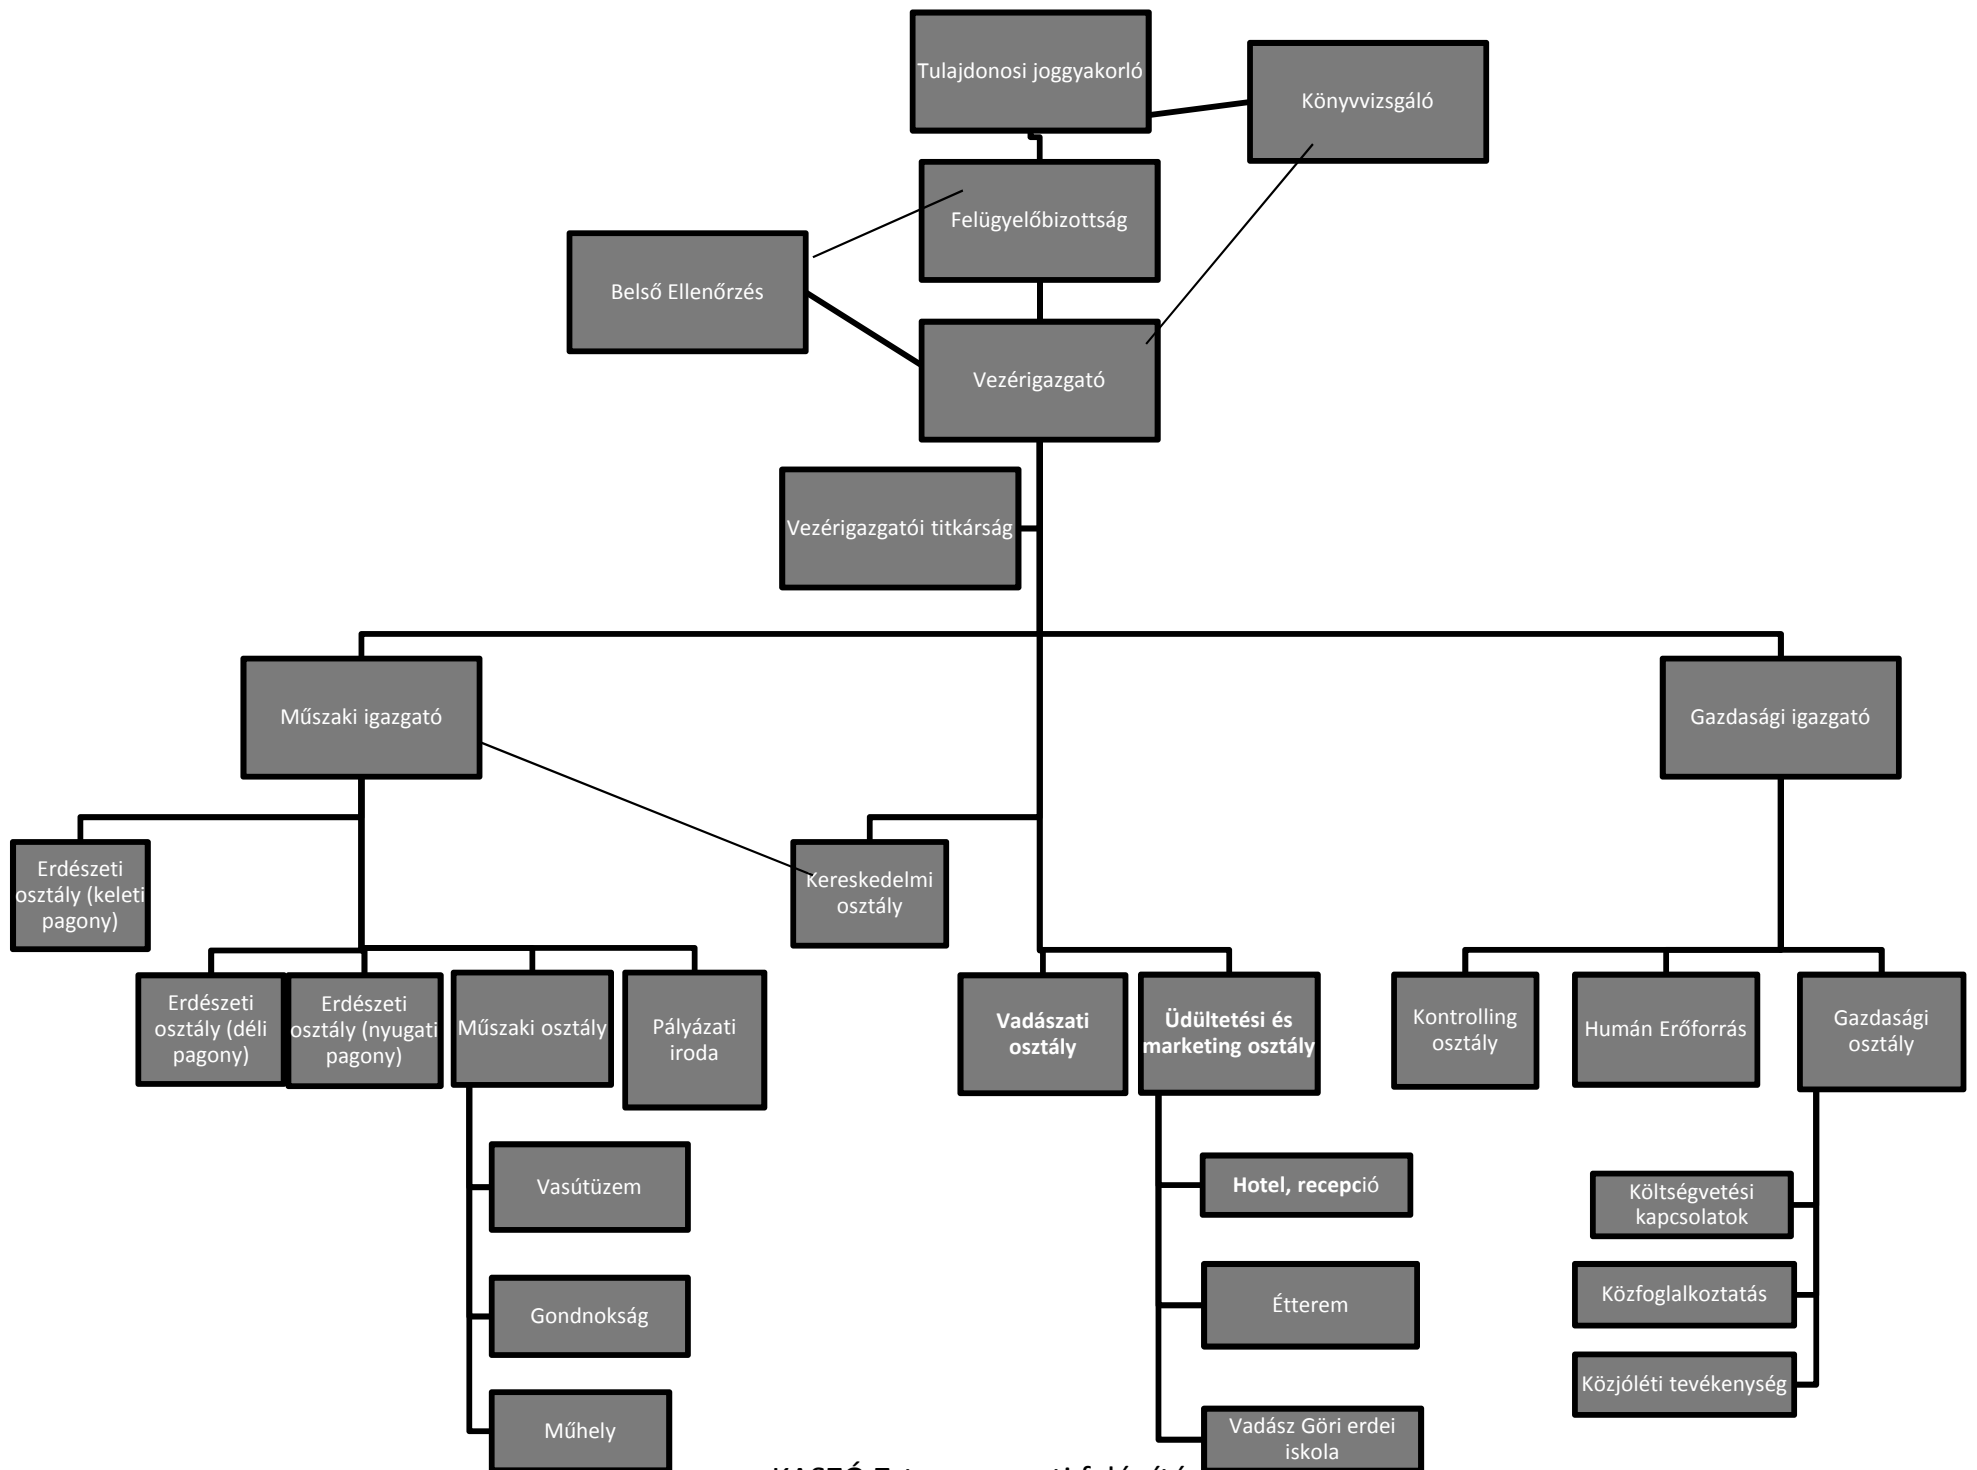 Tulajdonosi joggyakorló
Könyvvizsgáló
Felügyelőbizottság
Belső Ellenőrzés
Vezérigazgató
Vezérigazgatói titkárság
Műszaki igazgató
Gazdasági igazgató
Erdészeti
osztály (keleti
pagony)
Kereskedelmi
osztály
Erdészeti
osztály (déli
pagony)
Erdészeti
osztály (nyugati
pagony)
Műszaki osztály
Pályázati
iroda
Vadászati
osztály
Üdültetési és
marketing osztály
Kontrolling
osztály
Humán Erőforrás
Gazdasági
osztály
Vasútüzem
Gondnokság
Műhely
Hotel, recepció
Étterem
Vadász Göri erdei
iskola
Költségvetési
kapcsolatok
Közfoglalkoztatás
Közjóléti tevékenység